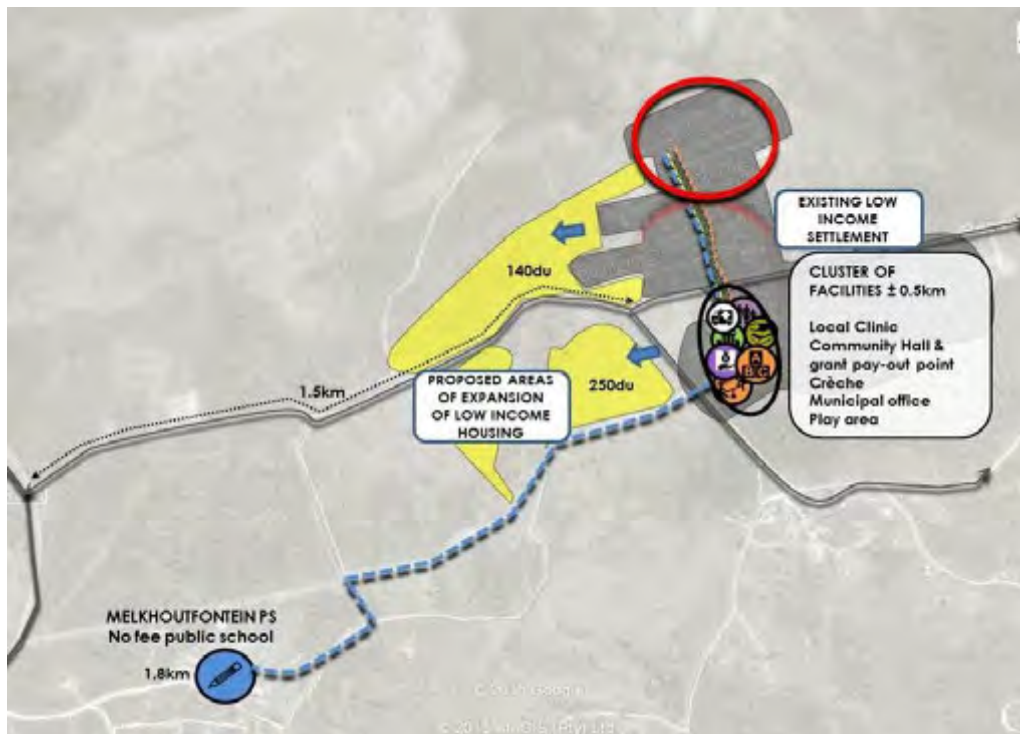 EXISTING LOW
INCOME
SETTLEMENT
CLUSTER OF
FACILITIES ± 0.5km
Local Clinic
Community Hall &
grant pay-out point
Crèche
Municipal office
Play area
140du
250du
PROPOSED AREAS
OF EXPANSION
OF LOW INCOME
HOUSING
1.5km
MELKHOUTFONTEIN PS
No fee public school
1,8km
Google